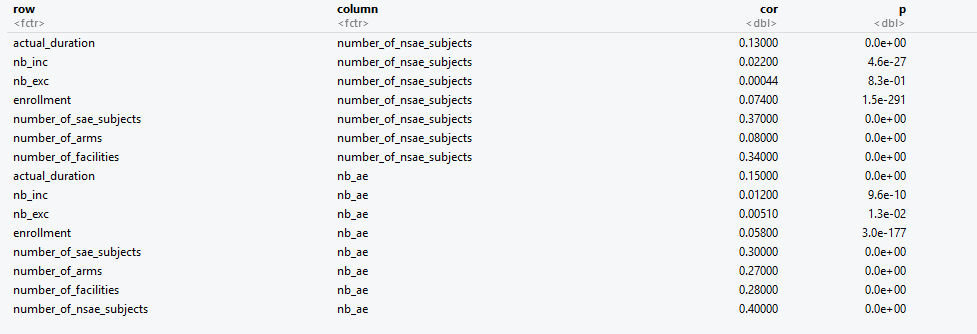 row column cor p
<fctr> <fctr> <dbl> <dbl>
actual_duration number_of_nsae_subjects 0.13000 0.0e+00
nb_inc number_of_nsae_subjects 0.02200 4.6e-27
nb_exc number_of_nsae_subjects 0.00044 8.3e-01
enrollment number_of_nsae_subjects 0.07400 1.5e-291
number_of_sae_subjects number_of_nsae_subjects 0.37000 0.0e+00
number_of_arms number_of_nsae_subjects 0.08000 0.0e+00
number_of_facilities number_of_nsae_subjects 0.34000 0.0e+00
actual_duration nb_ae 0.15000 0.0e+00
nb_inc nb_ae 0.01200 9.6e-10
nb_exc nb_ae 0.00510 1.3e-02
enrollment nb_ae 0.05800 3.0e-177
number_of_sae_subjects nb_ae 0.30000 0.0e+00
number_of_arms nb_ae 0.27000 0.0e+00
number_of_facilities nb_ae 0.28000 0.0e+00
number_of_nsae_subjects nb_ae 0.40000 0.0e+00